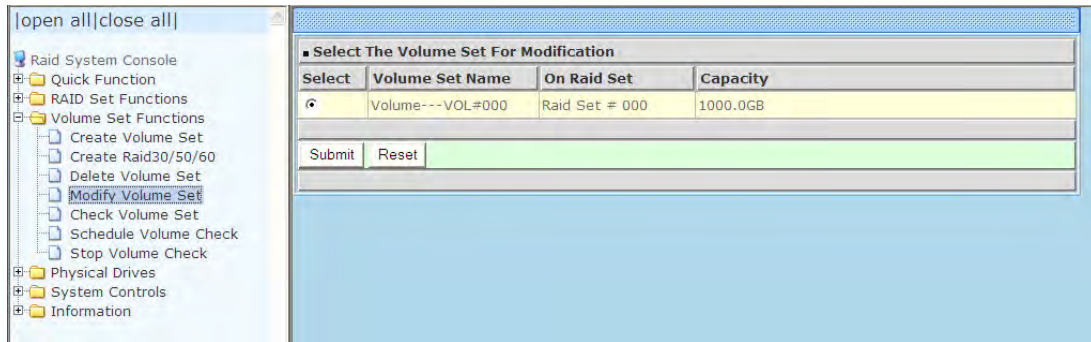 |open all|close all|
Raid System Console
Quick Function
RAID Set Functions
Volume Set Functions
Create Volume Set
Create Raid30/50/60
Delete Volume Set
Modify Volume Set
Check Volume Set
Schedule Volume Check
Stop Volume Check
Physical Drives
System Controls
Information
Select The Volume Set For Modification
Select Volume Set Name On Raid Set Capacity
Volume---VOL#000 Raid Set # 000 1000.0GB
Submit Reset